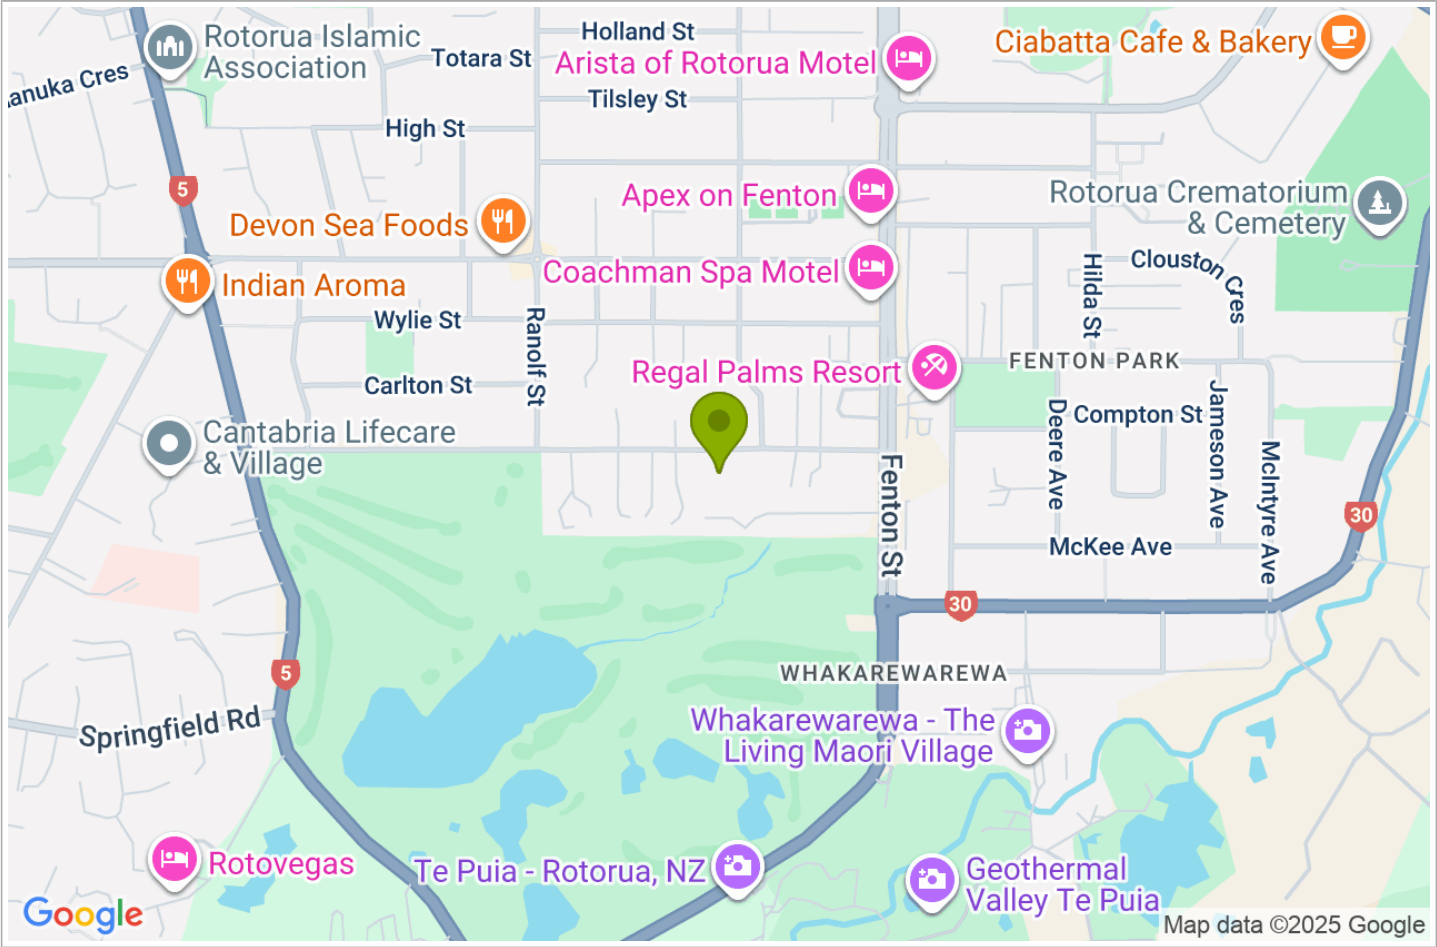 Holland St
Rotorua Islamic
Association
Totara St
Arista of Rotorua Motel
Ciabatta Cafe & Bakery
anuka Cres
Tilsley St
High St
5
Apex on Fenton
Rotorua Crematorium
& Cemetery
Devon Sea Foods
Coachman Spa Motel
Clouston Cres
Indian Aroma
Hilda St
Wylie St
Ranolf St
FENTON PARK
Regal Palms Resort
Carlton St
Jameson Ave
Compton St
Deere Ave
Cantabria Lifecare
& Village
McIntyre Ave
Fenton St
30
McKee Ave
30
5
WHAKAREWAREWA
Springfield Rd
Whakarewarewa - The
Living Maori Village
Rotovegas
Te Puia - Rotorua, NZ
Geothermal
Valley Te Puia
Google
Map data ©2025 Google